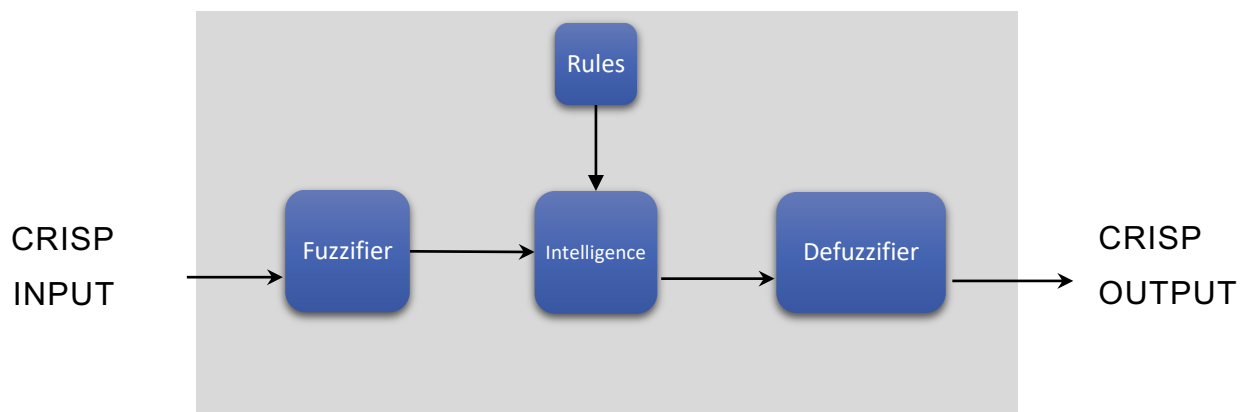 Rules
CRISP
INPUT
Fuzzifier
Intelligence
Defuzzifier
CRISP
OUTPUT